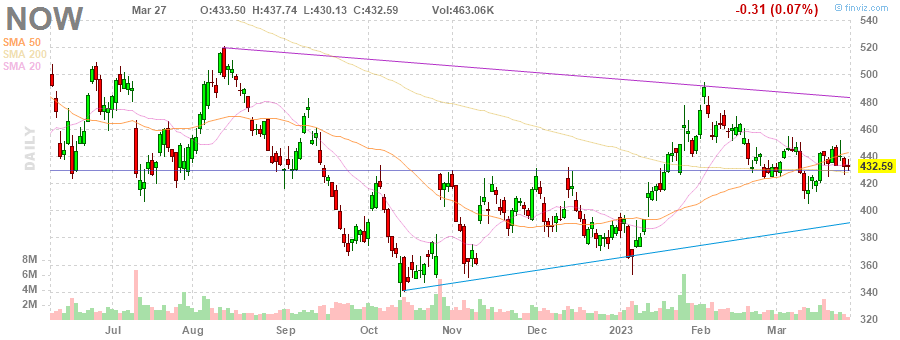 NOW Mar 27 O:433.50 H:437.74 L:430.13 C:432.59 Vol:463.06K -0.31 (0.07%) © finviz.com
SMA 50
SMA 200
SMA 20
DAILY
540
520
500
480
460
440
432.59
420
400
380
360
340
320
8M
6M
4M
2M
Jul Aug Sep Oct Nov Dec 2023 Feb Mar